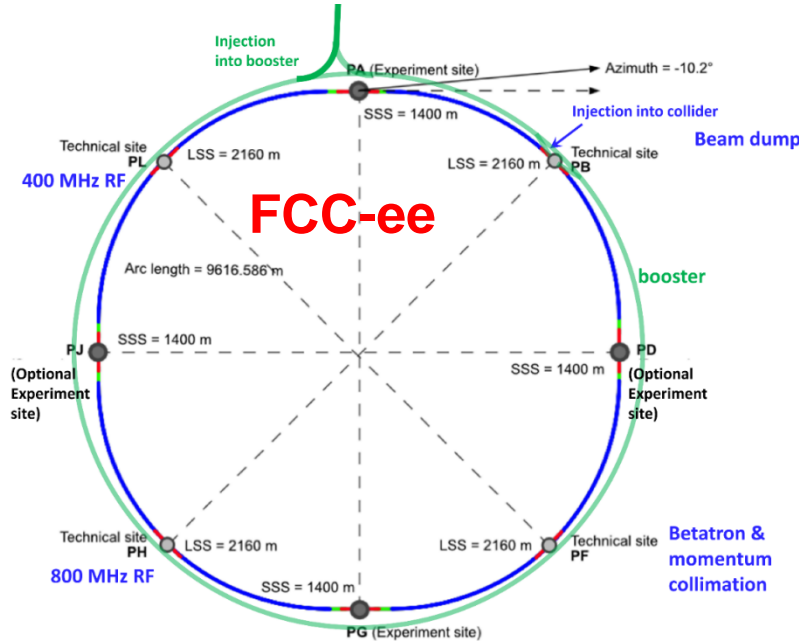 Injection
into booster
PA (Experiment site)
Azimuth = -10.2°
SSS = 1400 m
Injection into collider
Beam dump
Technical site
PL
LSS = 2160 m
400 MHz RF
LSS = 2160 m
Technical site
PB
FCC-ee
Arc length = 9616.586 m
booster
PJ
SSS = 1400 m
(Optional
Experiment
site)
PD
SSS = 1400 m
(Optional
Experiment
site)
Technical site
PH
LSS = 2160 m
800 MHz RF
LSS = 2160 m
Technical site
PF
Betatron &
momentum
collimation
SSS = 1400 m
PG (Experiment site)